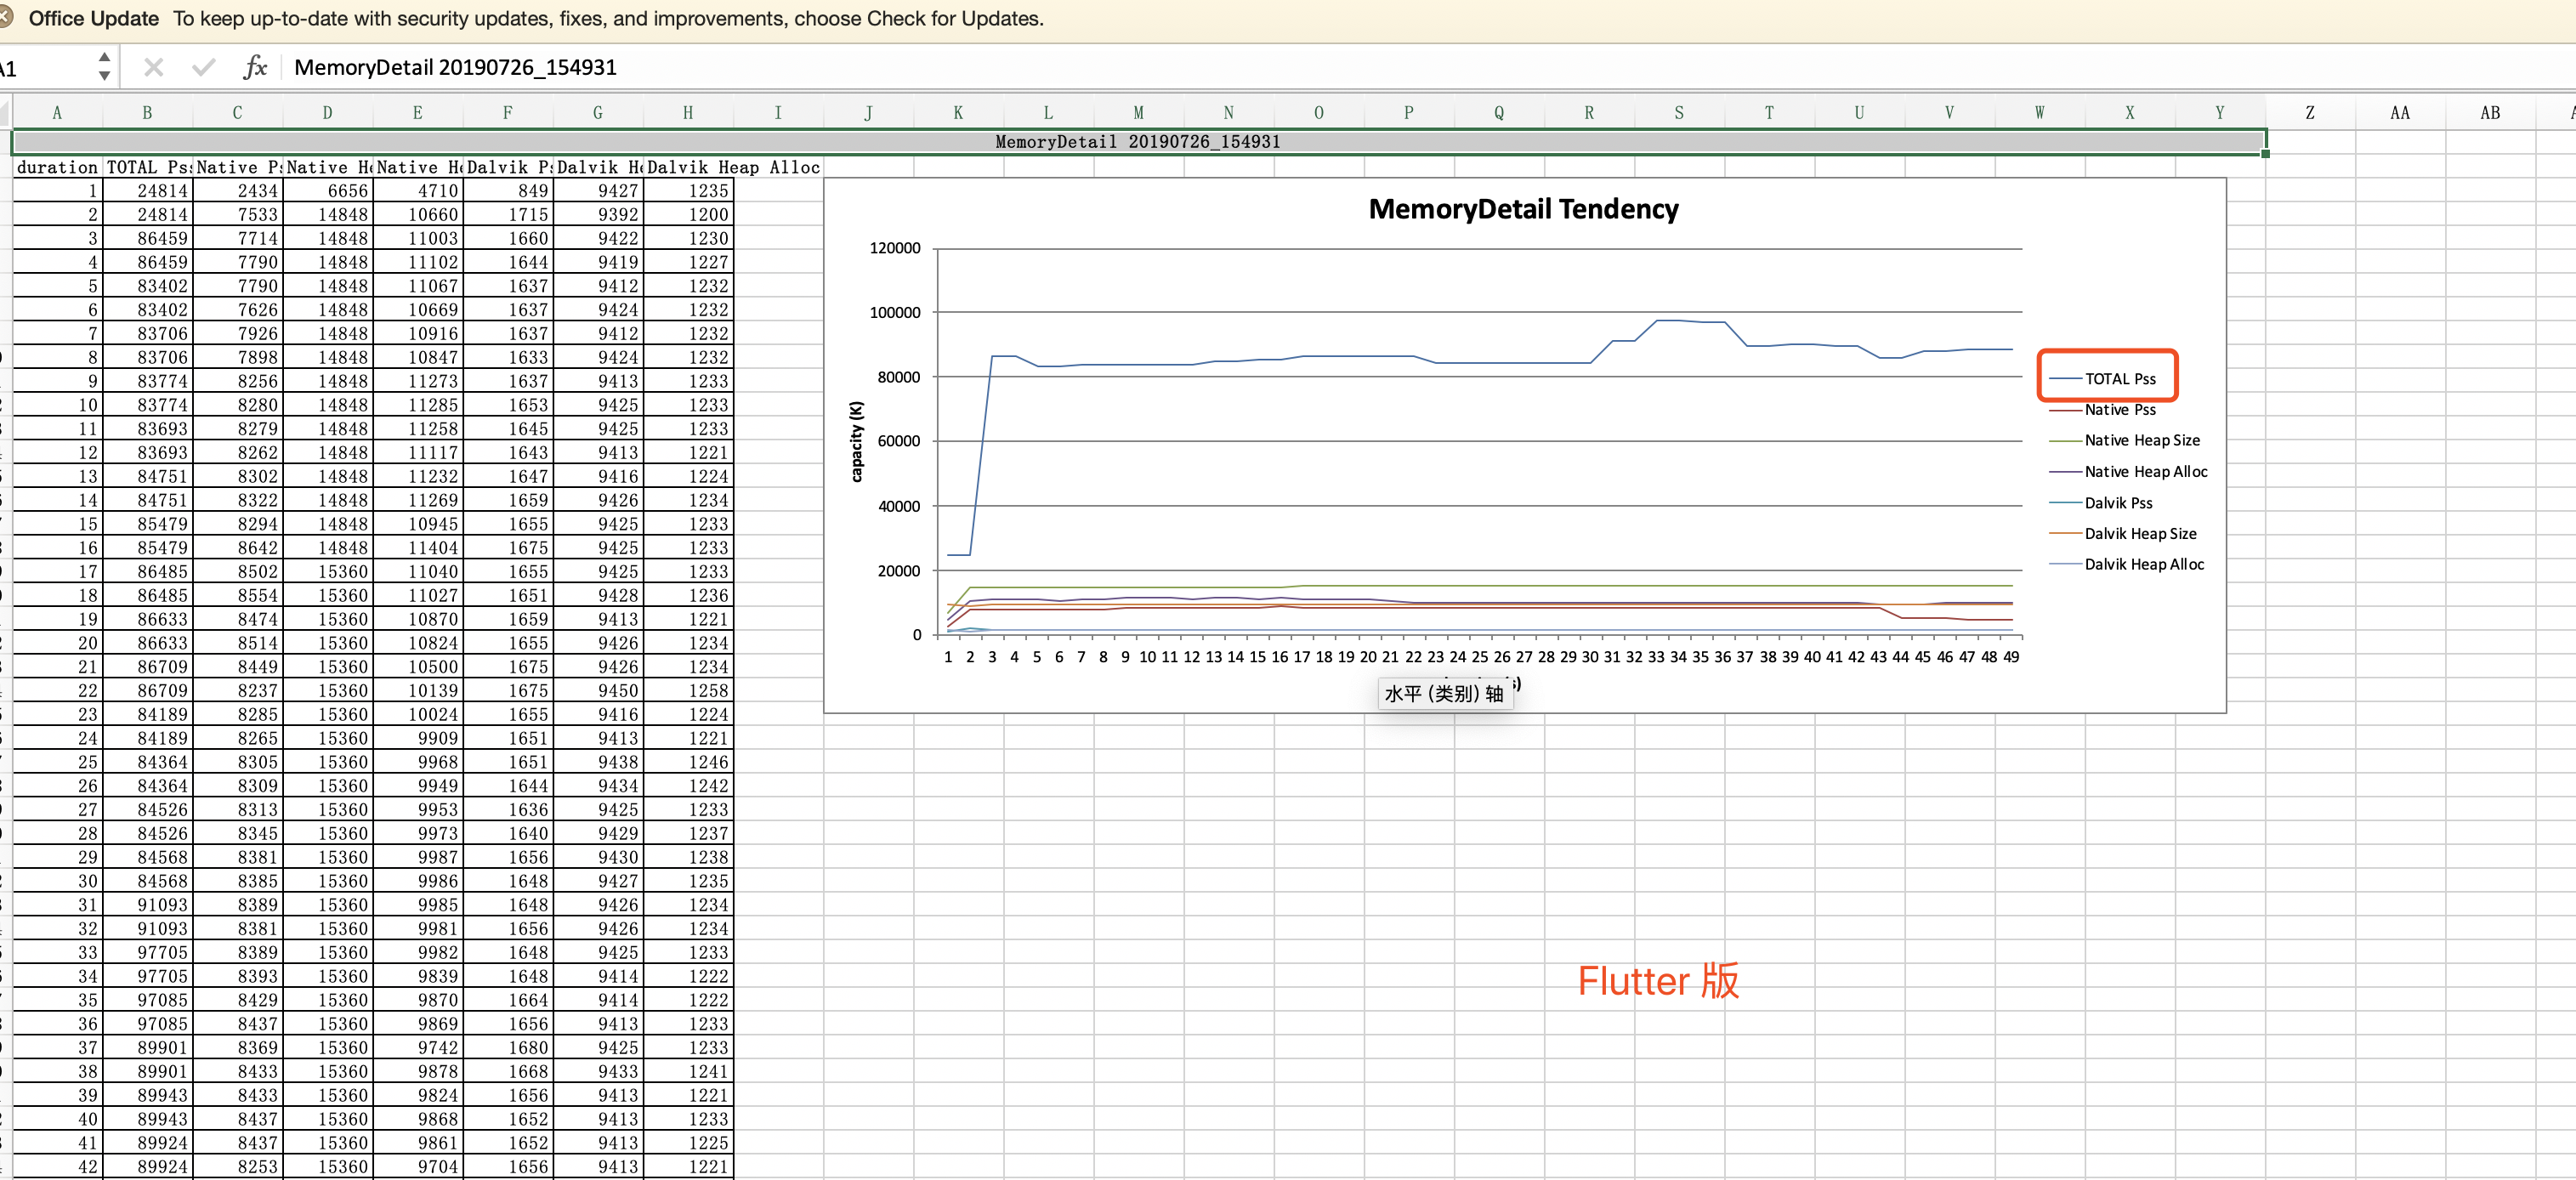 Office Update To keep up-to-date with security updates, fixes, and improvements, choose Check for Updates.
A1 fx MemoryDetail 20190726_154931
A B C D E F G H I J K L M N O P Q R S T U V W X Y Z AA AB
MemoryDetail 20190726_154931
duration TOTAL Pss Native Ps Native He Native He Dalvik Ps Dalvik He Dalvik Heap Alloc
1 24814 2434 6656 4710 849 9427 1235
2 24814 7533 14848 10660 1715 9392 1200
3 86459 7714 14848 11003 1660 9422 1230
4 86459 7790 14848 11102 1644 9419 1227
5 83402 7790 14848 11067 1637 9412 1232
6 83402 7626 14848 10669 1637 9424 1232
7 83706 7926 14848 10916 1637 9412 1232
8 83706 7898 14848 10847 1633 9424 1232
9 83774 8256 14848 11273 1637 9413 1233
10 83774 8280 14848 11285 1653 9425 1233
11 83693 8279 14848 11258 1645 9425 1233
12 83693 8262 14848 11117 1643 9413 1221
13 84751 8302 14848 11232 1647 9416 1224
14 84751 8322 14848 11269 1659 9426 1234
15 85479 8294 14848 10945 1655 9425 1233
16 85479 8642 14848 11404 1675 9425 1233
17 86485 8502 15360 11040 1655 9425 1233
18 86485 8554 15360 11027 1651 9428 1236
19 86633 8474 15360 10870 1659 9413 1221
20 86633 8514 15360 10824 1655 9426 1234
21 86709 8449 15360 10500 1675 9426 1234
22 86709 8237 15360 10139 1675 9450 1258
23 84189 8285 15360 10024 1655 9416 1224
24 84189 8265 15360 9909 1651 9413 1221
25 84364 8305 15360 9968 1651 9438 1246
26 84364 8309 15360 9949 1644 9434 1242
27 84526 8313 15360 9953 1636 9425 1233
28 84526 8345 15360 9973 1640 9429 1237
29 84568 8381 15360 9987 1656 9430 1238
30 84568 8385 15360 9986 1648 9427 1235
31 91093 8389 15360 9985 1648 9426 1234
32 91093 8381 15360 9981 1656 9426 1234
33 97705 8389 15360 9982 1648 9425 1233
34 97705 8393 15360 9839 1648 9414 1222
35 97085 8429 15360 9870 1664 9414 1222
36 97085 8437 15360 9869 1656 9413 1233
37 89901 8369 15360 9742 1680 9425 1233
38 89901 8433 15360 9878 1668 9433 1241
39 89943 8433 15360 9824 1656 9413 1221
40 89943 8437 15360 9868 1652 9413 1233
41 89924 8437 15360 9861 1652 9413 1225
42 89924 8253 15360 9704 1656 9413 1221
MemoryDetail Tendency
120000
100000
80000
60000
40000
20000
0
capacity (K)
1 2 3 4 5 6 7 8 9 10 11 12 13 14 15 16 17 18 19 20 21 22 23 24 25 26 27 28 29 30 31 32 33 34 35 36 37 38 39 40 41 42 43 44 45 46 47 48 49
水平 (类别) 轴
TOTAL Pss
Native Pss
Native Heap Size
Native Heap Alloc
Dalvik Pss
Dalvik Heap Size
Dalvik Heap Alloc
Flutter 版